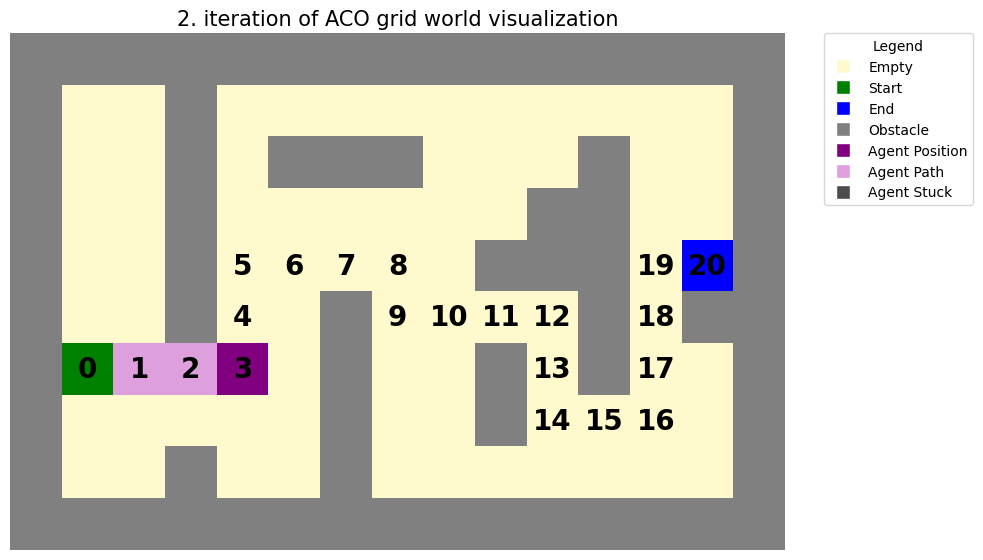 2. iteration of ACO grid world visualization
Legend
Empty
Start
End
Obstacle
Agent Position
Agent Path
Agent Stuck
5 6 7 8 19 20
4 9 10 11 12 18
0 1 2 3 13 17
14 15 16